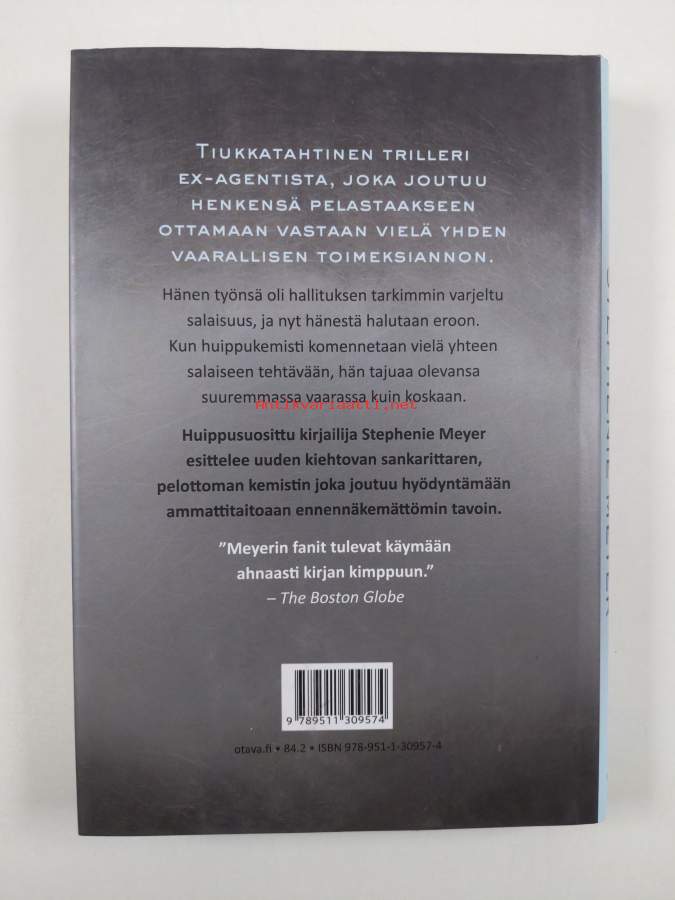 TIUKKATAHTINEN TRILLERI
EX-AGENTISTA, JOKA JOUTUU
HENKENSÄ PELASTAAKSEEN
OTTAMAAN VASTAAN VIELÄ YHDEN
VAARALLISEN TOIMEKSIANNON.
Hänen työnsä oli hallituksen tarkimmin varjeltu
salaisuus, ja nyt hänestä halutaan eroon.
Kun huippukemisti komennetaan vielä yhteen
salaiseen tehtävään, hän tajuaa olevansa
suuremmassa vaarassa kuin koskaan.
Antikvariaatti.net
Huippusuosittu kirjailija Stephenie Meyer
esittelee uuden kiehtovan sankarittaren,
pelottoman kemistin joka joutuu hyödyntämään
ammattitaitoaan ennennäkemättömin tavoin.
”Meyerin fanit tulevat käymään
ahnaasti kirjan kimppuun.”
– The Boston Globe
9 789511 309574
otava.fi • 84.2 • ISBN 978-951-1-30957-4
STEPHENIE MEYER